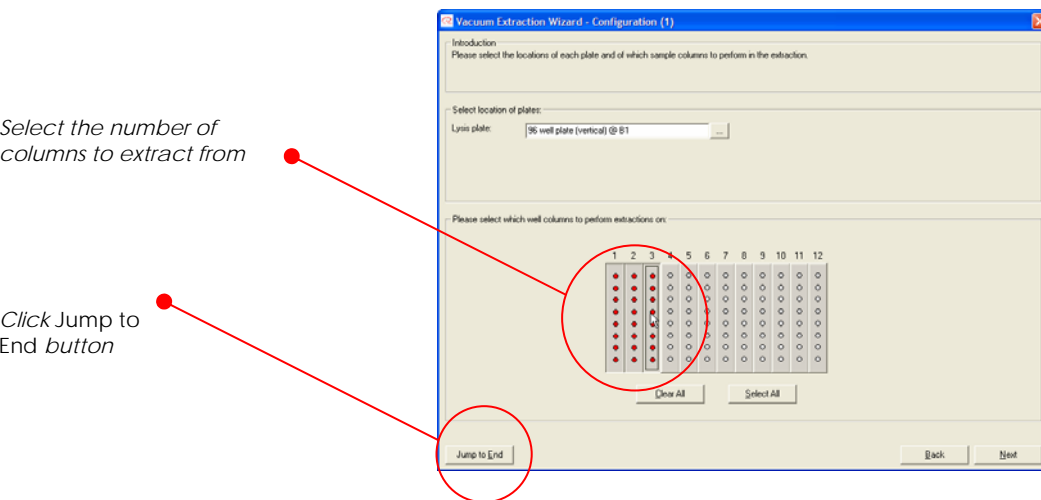 Vacuum Extraction Wizard - Configuration (1)
Introduction
Please select the locations of each plate and of which sample columns to perform in the extraction.
Select location of plates:
Lysis plate:
96 well plate (vertical) @ B1
...
Select the number of
columns to extract from
Please select which well columns to perform extractions on:
1 2 3 4 5 6 7 8 9 10 11 12
Click Jump to
End button
Clear All
Select All
Jump to End
Back
Next